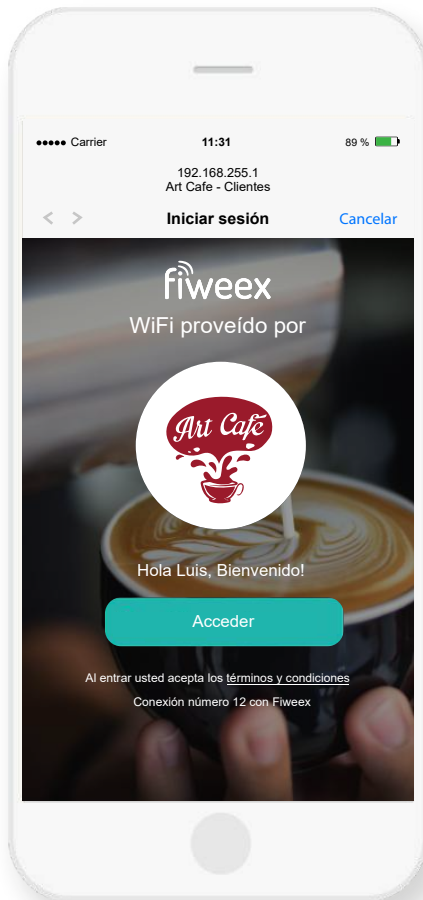 ●●●●● Carrier 11:31 89 %
192.168.255.1
Art Cafe - Clientes
< > Iniciar sesión Cancelar
fiweex
WiFi proveído por
Art Cafe
Hola Luis, Bienvenido!
Acceder
Al entrar usted acepta los términos y condiciones
Conexión número 12 con Fiweex